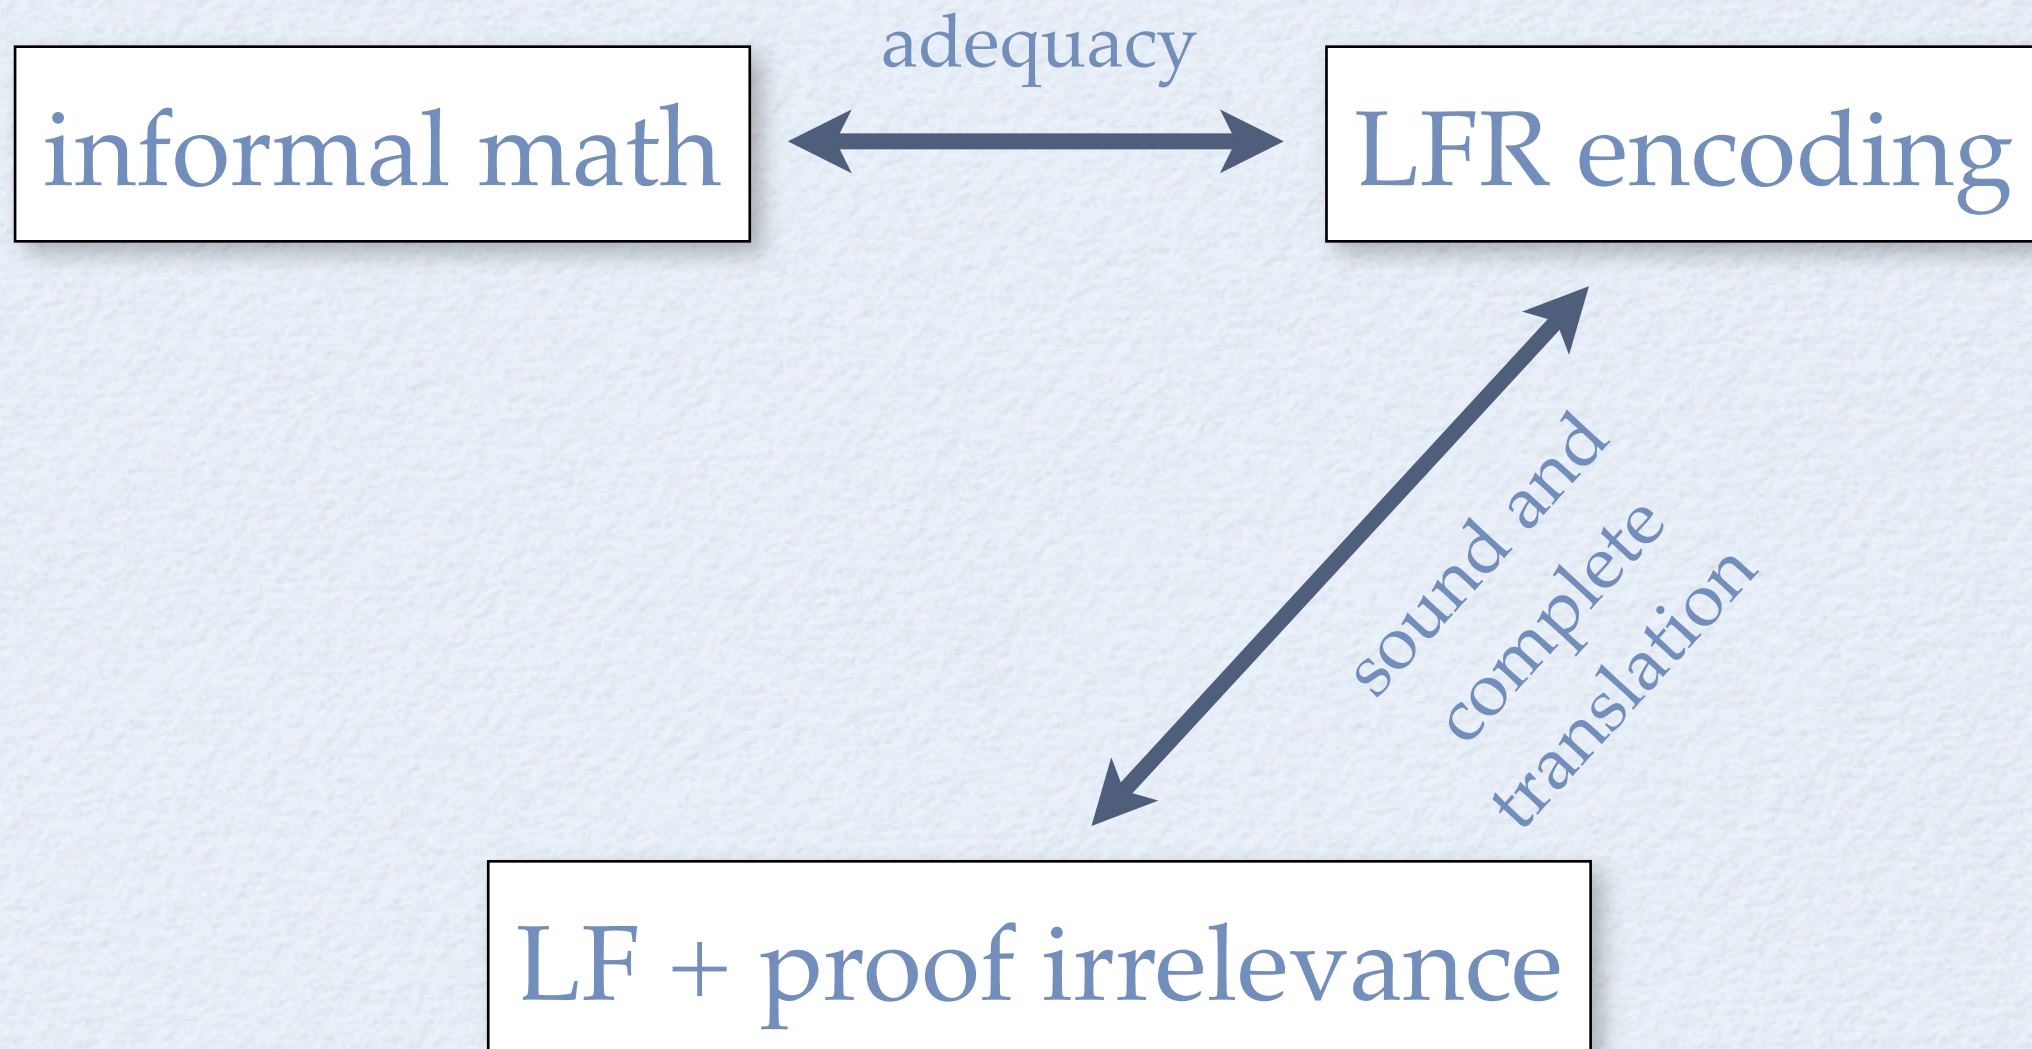 adequacy
informal math
LFR encoding
sound and
complete
translation
LF + proof irrelevance